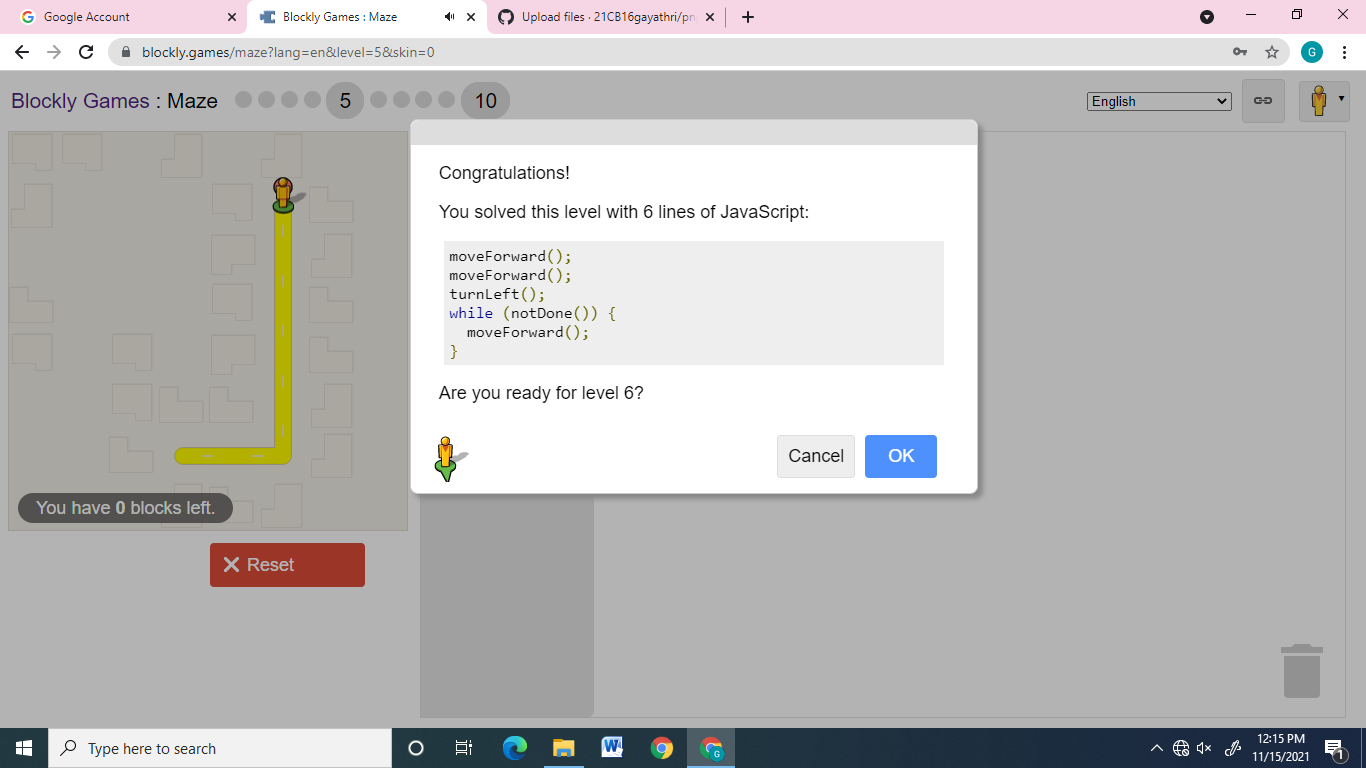 Google Account
Blockly Games : Maze
Upload files · 21CB16gayathri/pn
blockly.games/maze?lang=en&level=5&skin=0
G
Blockly Games : Maze 5 10
English
Congratulations!
You solved this level with 6 lines of JavaScript:
moveForward();
moveForward();
turnLeft();
while (notDone()) {
  moveForward();
}
Are you ready for level 6?
Cancel
OK
You have 0 blocks left.
Reset
Type here to search
W
G
12:15 PM
11/15/2021
1